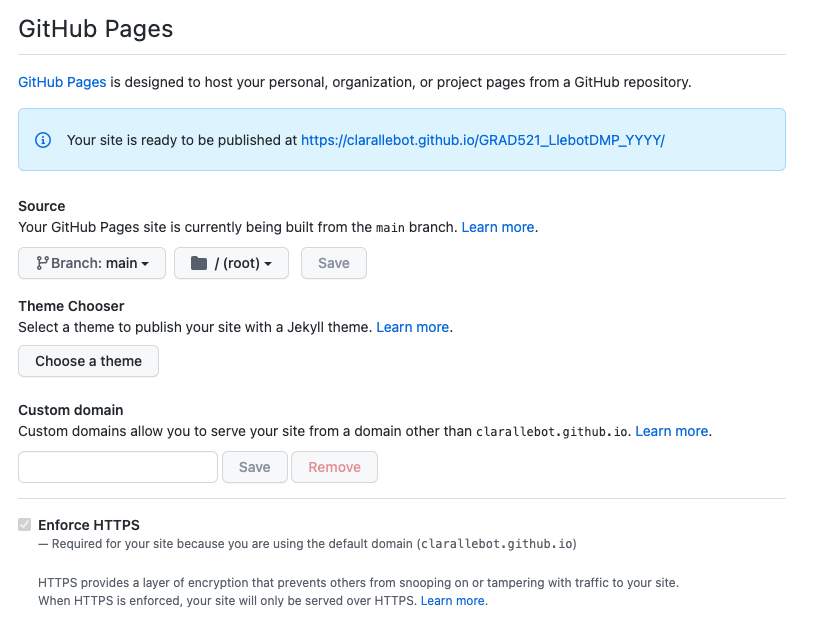 GitHub Pages
GitHub Pages is designed to host your personal, organization, or project pages from a GitHub repository.
Your site is ready to be published at https://clarallebot.github.io/GRAD521_LlebotDMP_YYYY/
Source
Your GitHub Pages site is currently being built from the main branch. Learn more.
Branch: main / (root) Save
Theme Chooser
Select a theme to publish your site with a Jekyll theme. Learn more.
Choose a theme
Custom domain
Custom domains allow you to serve your site from a domain other than clarallebot.github.io. Learn more.
Save Remove
Enforce HTTPS
— Required for your site because you are using the default domain (clarallebot.github.io)
HTTPS provides a layer of encryption that prevents others from snooping on or tampering with traffic to your site.
When HTTPS is enforced, your site will only be served over HTTPS. Learn more.